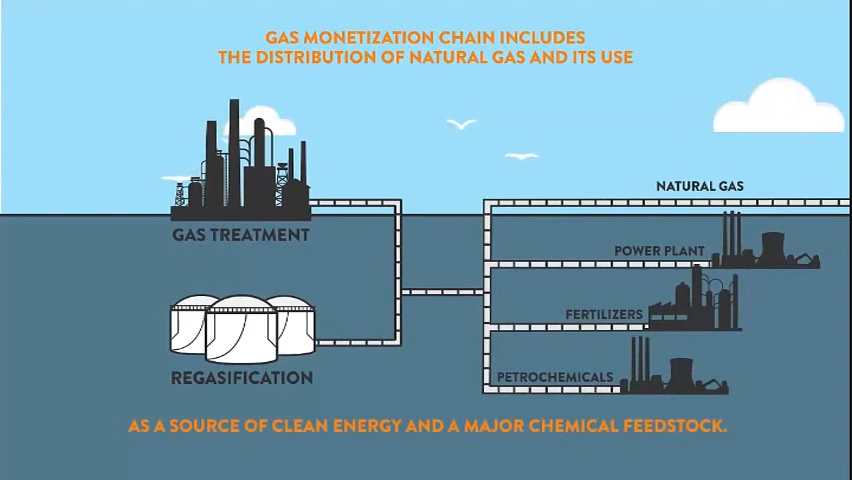 GAS MONETIZATION CHAIN INCLUDES
THE DISTRIBUTION OF NATURAL GAS AND ITS USE
NATURAL GAS
GAS TREATMENT
POWER PLANT
FERTILIZERS
REGASIFICATION
PETROCHEMICALS
AS A SOURCE OF CLEAN ENERGY AND A MAJOR CHEMICAL FEEDSTOCK.